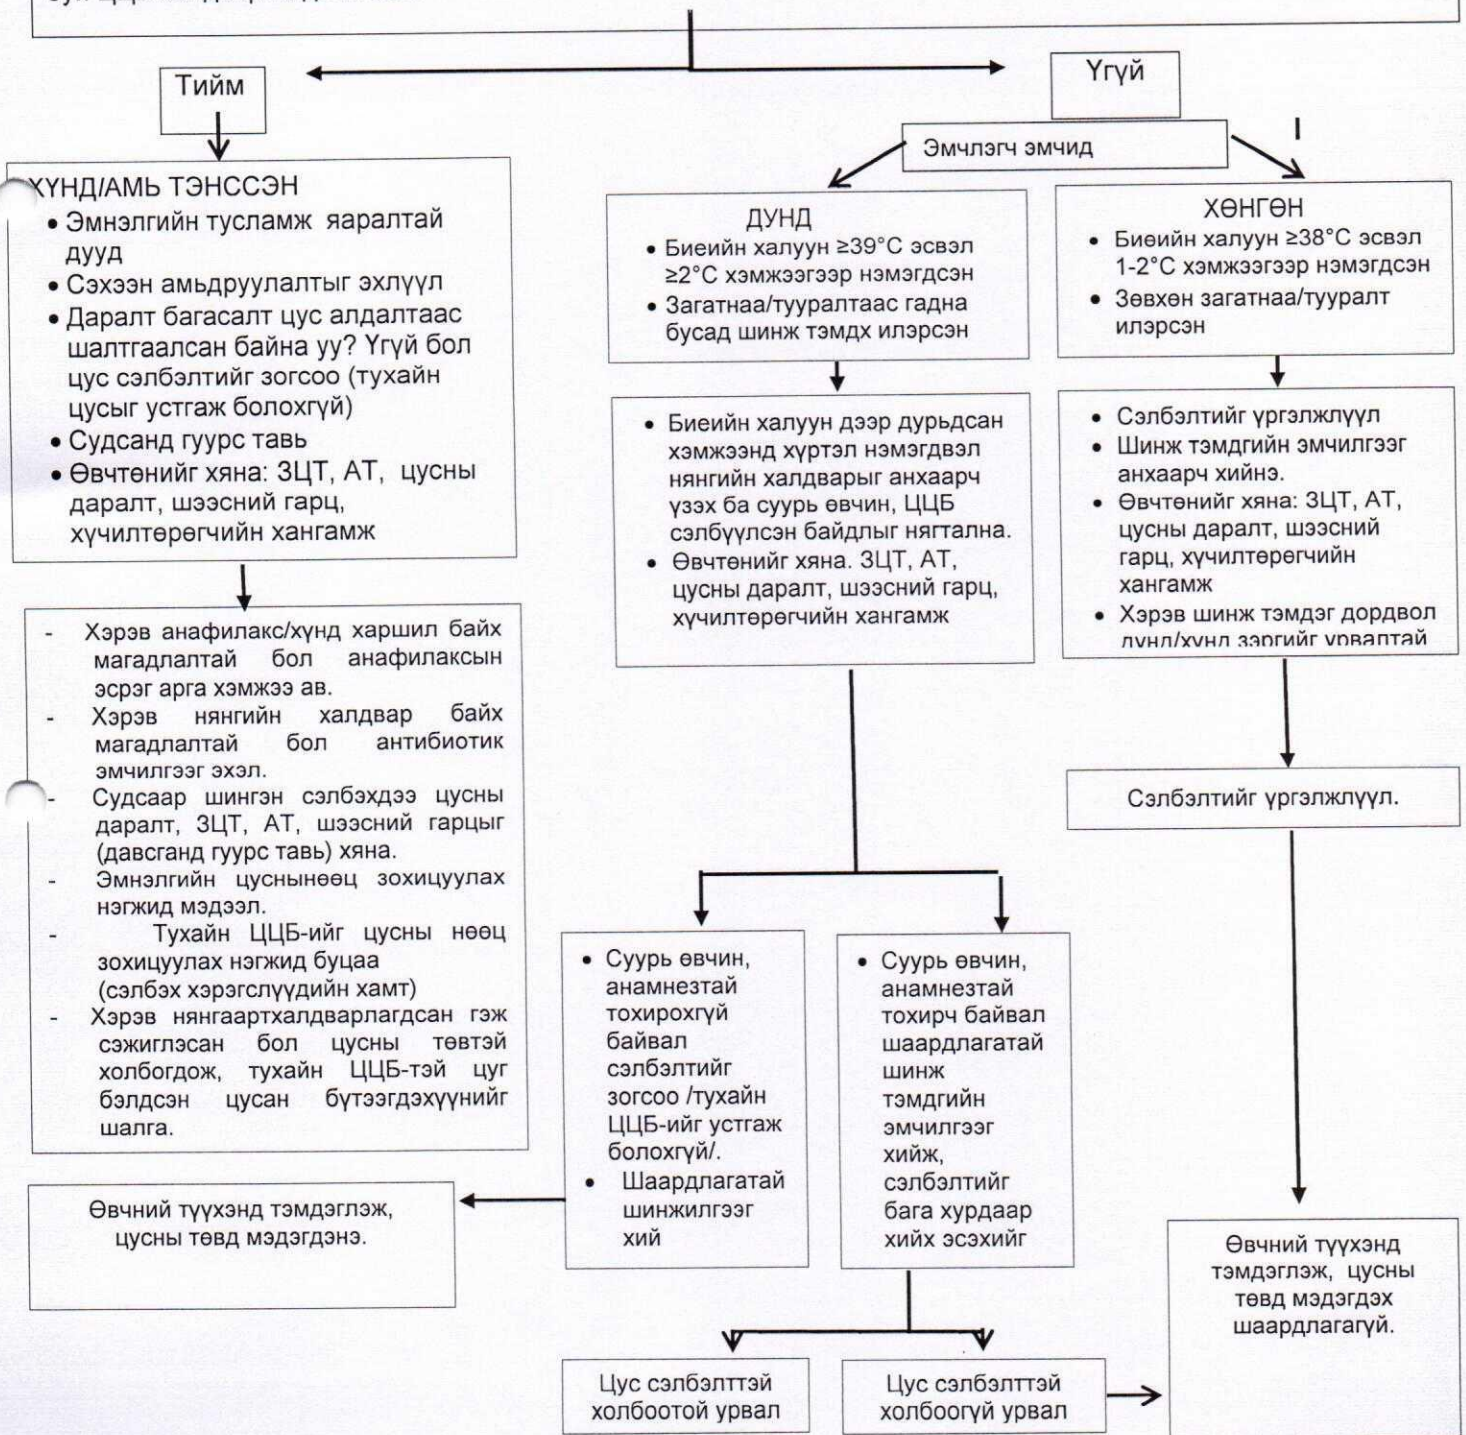 Тийм
Үгүй
Эмчлэгч эмчид
ХҮНД/АМЬ ТЭНССЭН
• Эмнэлгийн тусламж яаралтай
дууд
• Сэхээн амьдруулалтыг эхлүүл
• Даралт багасалт цус алдалтаас
шалтгаалсан байна уу? Үгүй бол
цус сэлбэлтийг зогсоо (тухайн
цусыг устгаж болохгүй)
• Судсанд гуурс тавь
• Өвчтөнийг хяна: ЗЦТ, АТ, цусны
даралт, шээсний гарц,
хүчилтөрөгчийн хангамж
ДУНД
• Биеийн халуун ≥39°C эсвэл
≥2°C хэмжээгээр нэмэгдсэн
• Загатнаа/тууралтаас гадна
бусад шинж тэмдх илэрсэн
ХӨНГӨН
• Биөийн халуун ≥38°C эсвэл
1-2°C хэмжээгээр нэмэгдсэн
• Зөвхөн загатнаа/тууралт
илэрсэн
• Биеийн халуун дээр дурьдсан
хэмжээнд хүртэл нэмэгдвэл
нянгийн халдварыг анхаарч
үзэх ба суурь өвчин, ЦЦБ
сэлбүүлсэн байдлыг нягтална.
• Өвчтөнийг хяна. ЗЦТ, АТ,
цусны даралт, шээсний гарц,
хүчилтөрөгчийн хангамж
• Сэлбэлтийг үргэлжлүүл
• Шинж тэмдгийн эмчилгээг
анхаарч хийнэ.
• Өвчтөнийг хяна: ЗЦТ, АТ,
цусны даралт, шээсний
гарц, хүчилтөрөгчийн
хангамж
• Хэрэв шинж тэмдэг дордвол
дунд/хүнд зэргийг урвалтай
- Хэрэв анафилакс/хүнд харшил байх
магадлалтай бол анафилаксын
эсрэг арга хэмжээ ав.
- Хэрэв нянгийн халдвар байх
магадлалтай бол антибиотик
эмчилгээг эхэл.
- Судсаар шингэн сэлбэхдээ цусны
даралт, ЗЦТ, АТ, шээсний гарцыг
(давсганд гуурс тавь) хяна.
- Эмнэлгийн цуснынөөц зохицуулах
нэгжид мэдээл.
- Тухайн ЦЦБ-ийг цусны нөөц
зохицуулах нэгжид буцаа
(сэлбэх хэрэгслүүдийн хамт)
- Хэрэв нянгаартхалдварлагдсан гэж
сэжиглэсан бол цусны төвтэй
холбогдож, тухайн ЦЦБ-тэй цуг
бэлдсэн цусан бүтээгдэхүүнийг
шалга.
Сэлбэлтийг үргэлжлүүл.
• Суурь өвчин,
анамнезтай
тохирохгүй
байвал
сэлбэлтийг
зогсоо /тухайн
ЦЦБ-ийг устгаж
болохгүй/.
• Шаардлагатай
шинжилгээг
хий
• Суурь өвчин,
анамнезтай
тохирч байвал
шаардлагатай
шинж
тэмдгийн
эмчилгээг
хийж,
сэлбэлтийг
бага хурдаар
хийх эсэхийг
Өвчний түүхэнд тэмдэглэж,
цусны төвд мэдэгдэнэ.
Өвчний түүхэнд
тэмдэглэж, цусны
төвд мэдэгдэх
шаардлагагүй.
Цус сэлбэлттэй
холбоотой урвал
Цус сэлбэлттэй
холбоогүй урвал